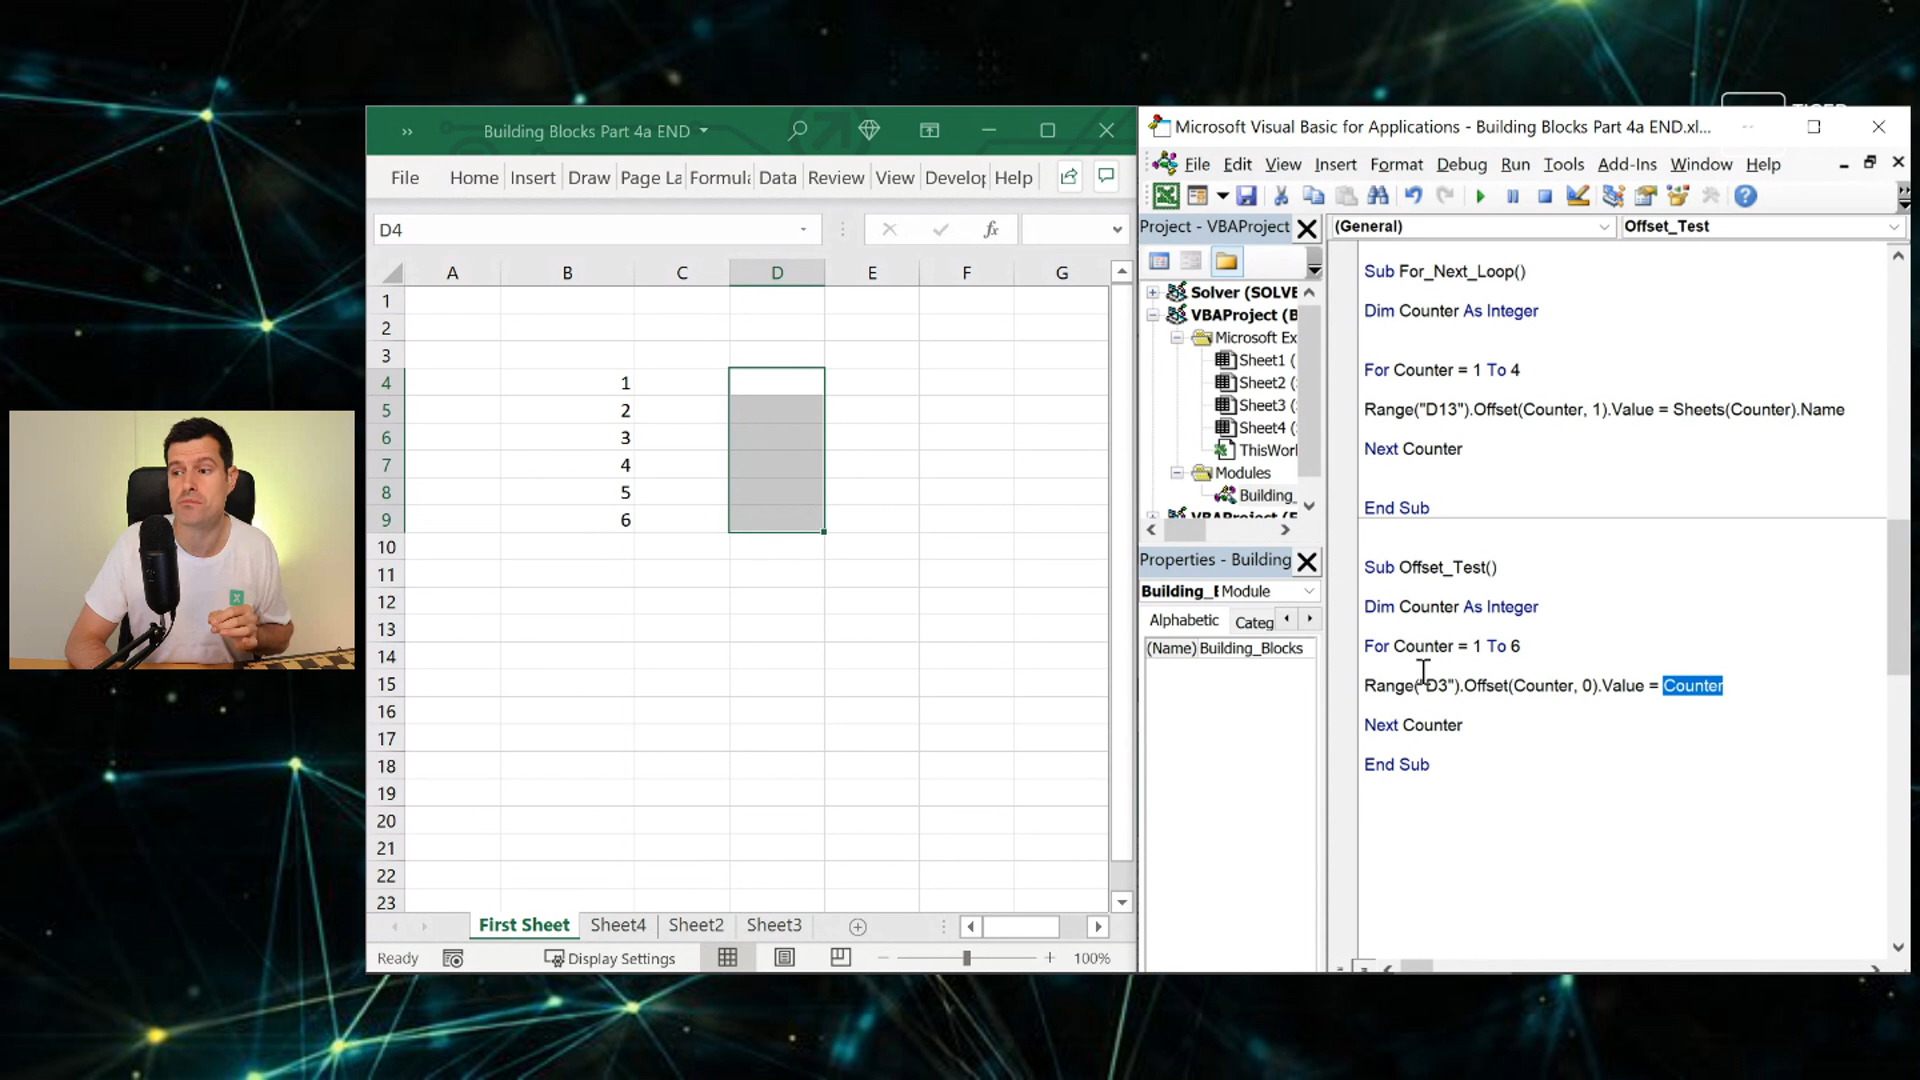 TIGER
Building Blocks Part 4a END
File Home Insert Draw Page La Formula Data Review View Develop Help
D4
fx
A B C D E F G
1
2
3
4 1
5 2
6 3
7 4
8 5
9 6
10
11
12
13
14
15
16
17
18
19
20
21
22
23
First Sheet Sheet4 Sheet2 Sheet3
Ready Display Settings 100%
Microsoft Visual Basic for Applications - Building Blocks Part 4a END.xl...
File Edit View Insert Format Debug Run Tools Add-Ins Window Help
Project - VBAProject
Solver (SOLVE
VBAProject (B
Microsoft Ex
Sheet1 (
Sheet2 (
Sheet3 (
Sheet4 (
ThisWor
Modules
Building_
Properties - Building
Building_ Module
Alphabetic Categ
(Name) Building_Blocks
(General) Offset_Test
Sub For_Next_Loop()
Dim Counter As Integer
For Counter = 1 To 4
Range("D13").Offset(Counter, 1).Value = Sheets(Counter).Name
Next Counter
End Sub
Sub Offset_Test()
Dim Counter As Integer
For Counter = 1 To 6
Range("D3").Offset(Counter, 0).Value = Counter
Next Counter
End Sub